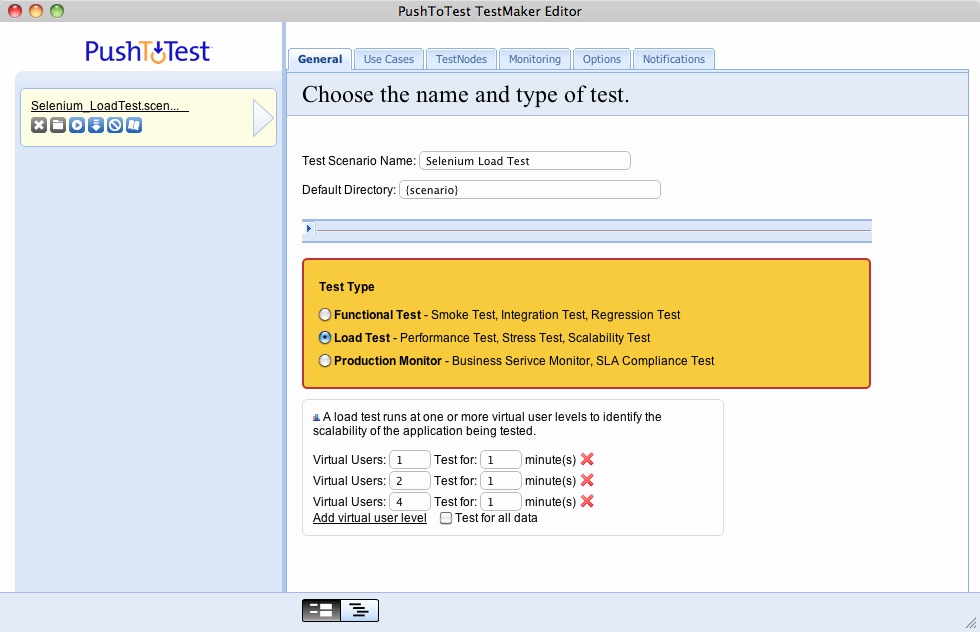 PushToTest TestMaker Editor
PushToTest
Selenium_LoadTest.scen...
General Use Cases TestNodes Monitoring Options Notifications
Choose the name and type of test.
Test Scenario Name: Selenium Load Test
Default Directory: {scenario}
Test Type
Functional Test - Smoke Test, Integration Test, Regression Test
Load Test - Performance Test, Stress Test, Scalability Test
Production Monitor - Business Serivce Monitor, SLA Compliance Test
A load test runs at one or more virtual user levels to identify the
scalability of the application being tested.
Virtual Users: 1 Test for: 1 minute(s)
Virtual Users: 2 Test for: 1 minute(s)
Virtual Users: 4 Test for: 1 minute(s)
Add virtual user level Test for all data